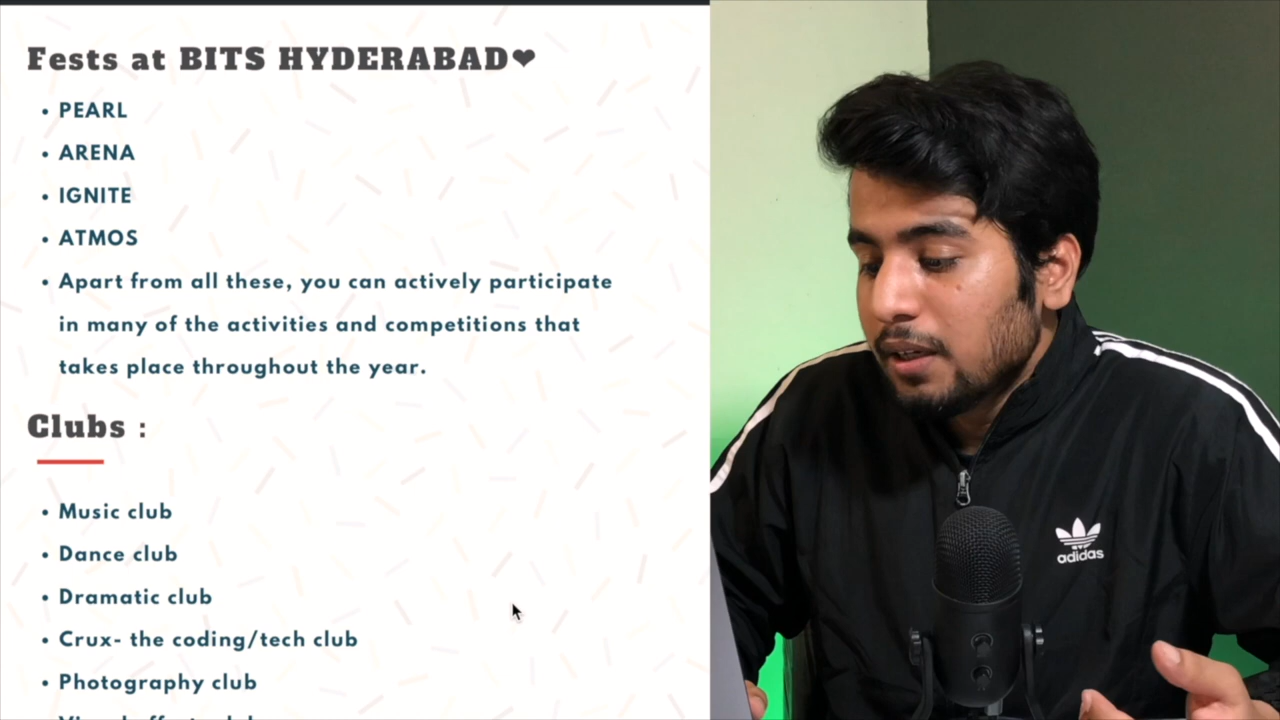 Fests at BITS HYDERABAD❤
• PEARL
• ARENA
• IGNITE
• ATMOS
• Apart from all these, you can actively participate
in many of the activities and competitions that
takes place throughout the year.
Clubs :
• Music club
• Dance club
• Dramatic club
• Crux- the coding/tech club
• Photography club
adidas